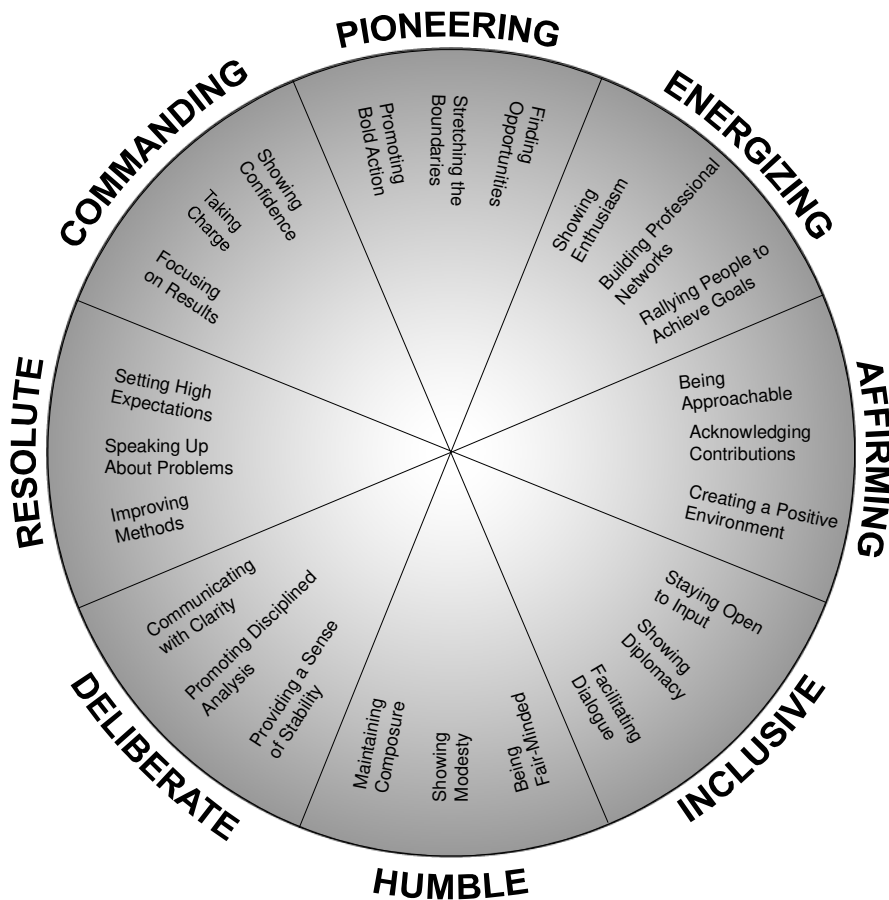 PIONEERING
Promoting
Bold Action
Stretching the
Boundaries
Finding
Opportunities
ENERGIZING
Showing
Enthusiasm
Building Professional
Networks
Rallying People to
Achieve Goals
AFFIRMING
Being
Approachable
Acknowledging
Contributions
Creating a Positive
Environment
INCLUSIVE
Staying Open
to Input
Showing
Diplomacy
Facilitating
Dialogue
HUMBLE
Being
Fair-Minded
Showing
Modesty
Maintaining
Composure
DELIBERATE
Providing a Sense
of Stability
Promoting Disciplined
Analysis
Communicating
with Clarity
RESOLUTE
Improving
Methods
Speaking Up
About Problems
Setting High
Expectations
COMMANDING
Focusing
on Results
Taking
Charge
Showing
Confidence